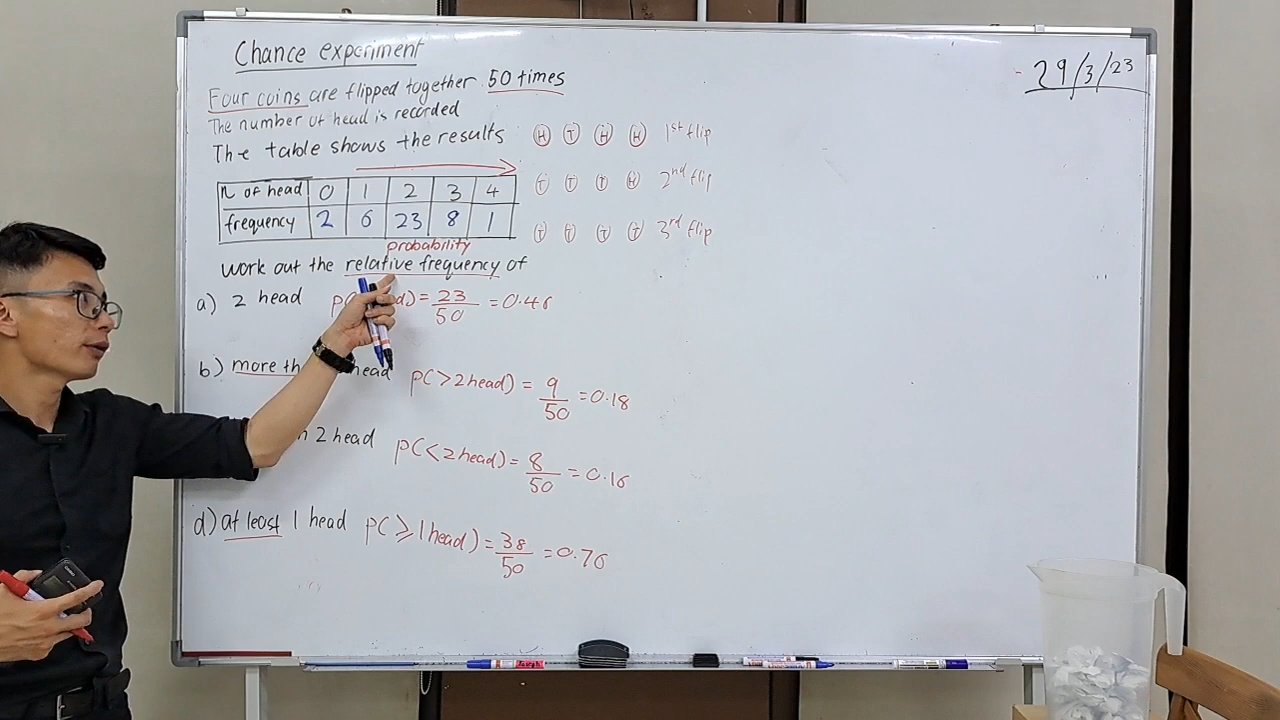 Chance experiment
29/3/23
Four coins are flipped together 50 times
The number of head is recorded
The table shows the results
H T H H 1st flip
T T T H 2nd flip
T T T T 3rd flip
n of head 0 1 2 3 4
frequency 2 6 23 8 1
probability
work out the relative frequency of
a) 2 head = 23/50 = 0.46
b) more head P(>2 head) = 9/50 = 0.18
2 head P(<2 head) = 8/50 = 0.16
d) at least 1 head P(≥1 head) = 38/50 = 0.76